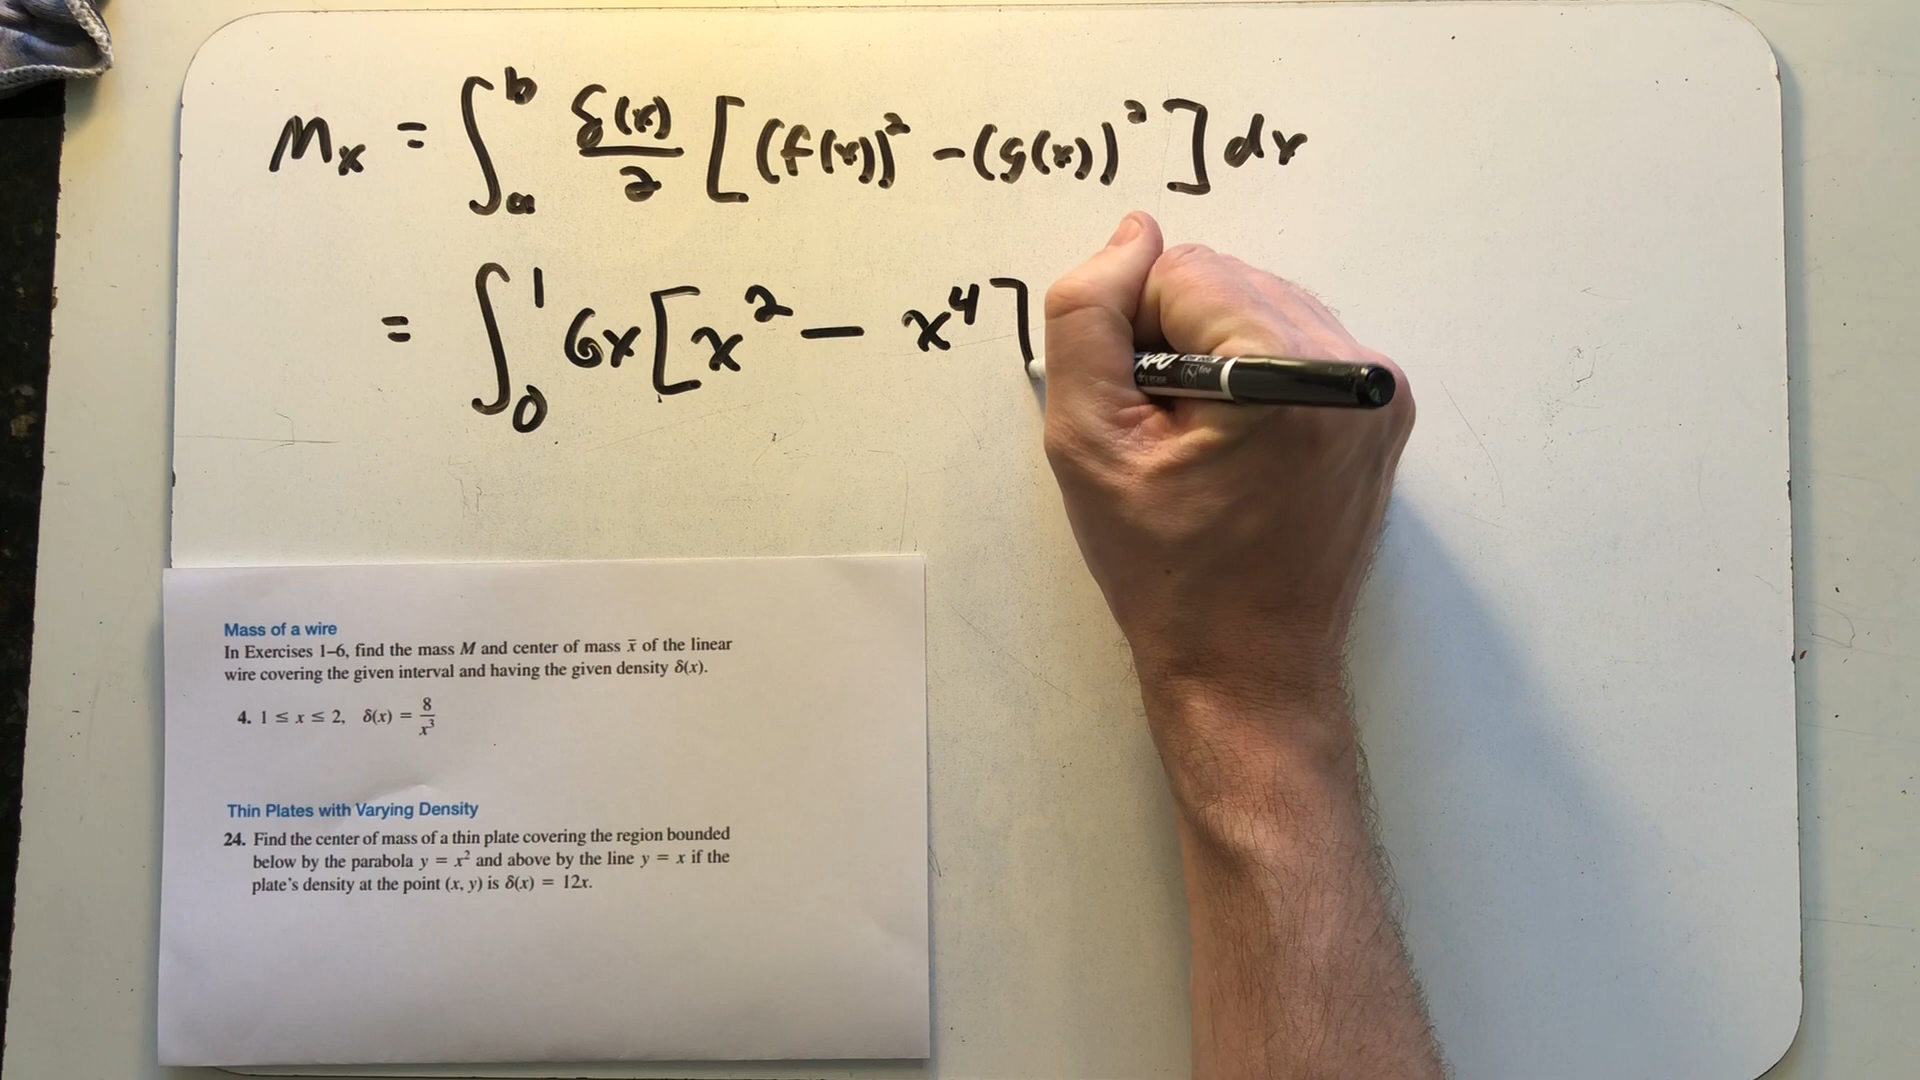 Mx = ∫ₐᵇ δ(x)/2 [(f(x))² - (g(x))²] dx
= ∫₀¹ 6x[x² - x⁴]
EXPO
fine
Mass of a wire
In Exercises 1–6, find the mass M and center of mass x̄ of the linear
wire covering the given interval and having the given density δ(x).
4. 1 ≤ x ≤ 2, δ(x) = 8/x³
Thin Plates with Varying Density
24. Find the center of mass of a thin plate covering the region bounded
below by the parabola y = x² and above by the line y = x if the
plate's density at the point (x, y) is δ(x) = 12x.